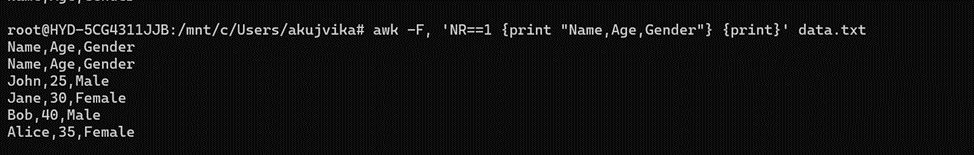 root@HYD-5CG4311JJB:/mnt/c/Users/akujvika# awk -F, 'NR==1 {print "Name,Age,Gender"} {print}' data.txt
Name,Age,Gender
Name,Age,Gender
John,25,Male
Jane,30,Female
Bob,40,Male
Alice,35,Female